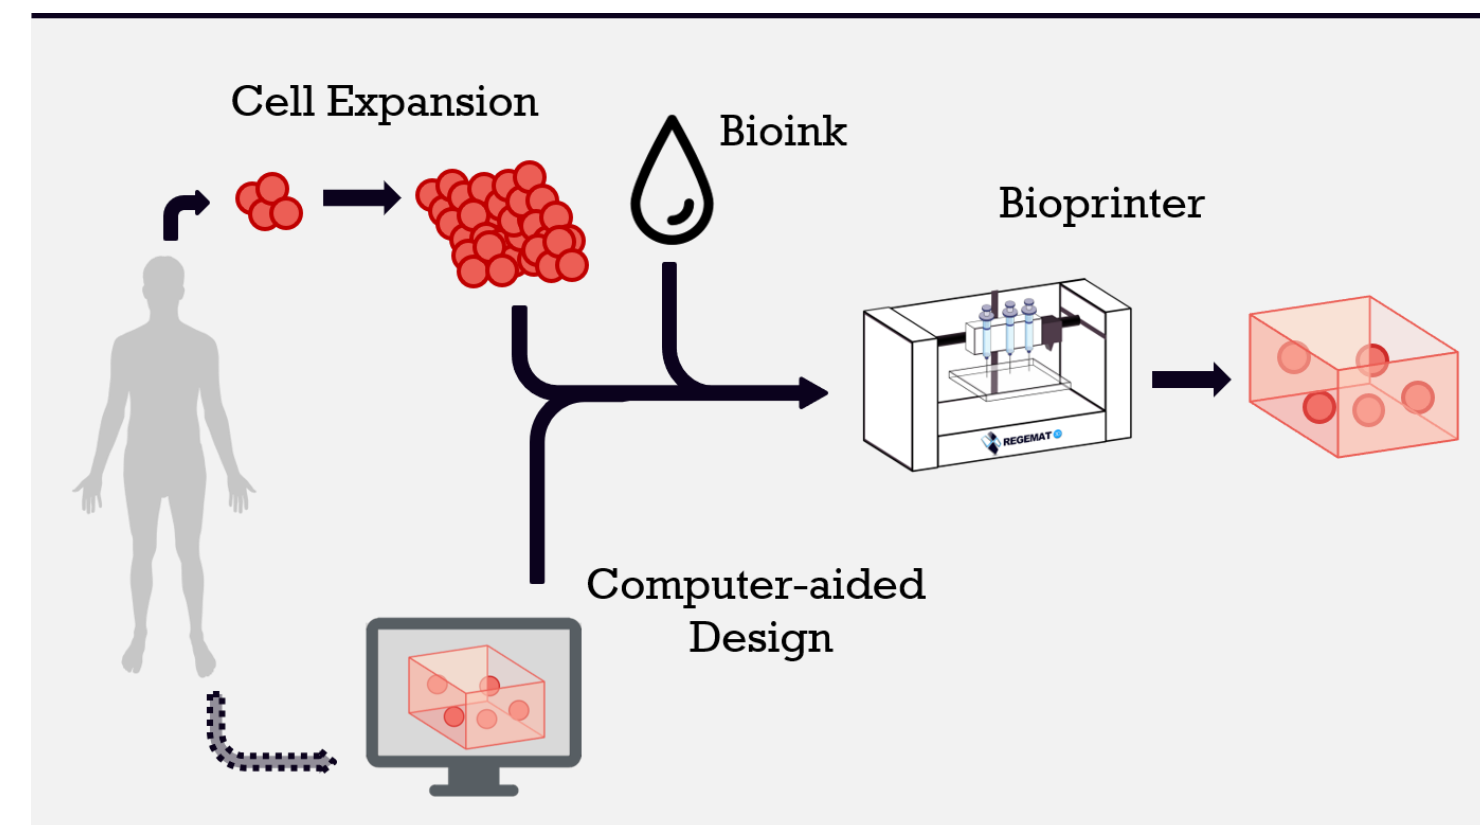 Cell Expansion
Bioink
Bioprinter
REGEMAT
Computer-aided
Design